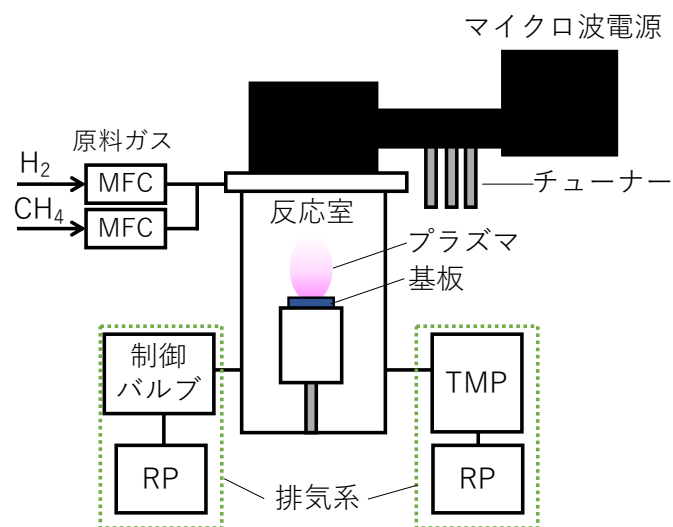 マイクロ波電源
原料ガス
H₂
MFC
CH₄
MFC
チューナー
反応室
プラズマ
基板
制御
バルブ
TMP
RP
RP
排気系